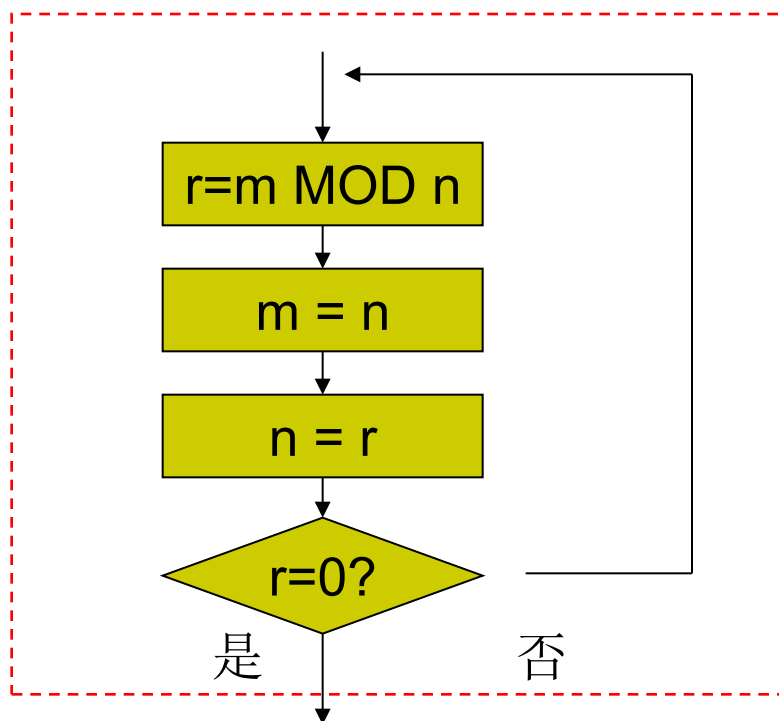 r=m MOD n
m = n
n = r
r=0?
是 否